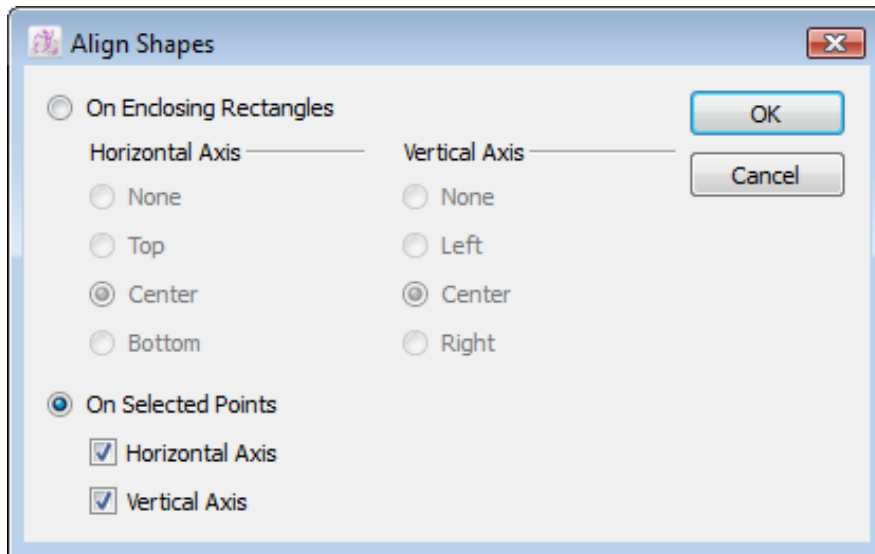 Align Shapes
On Enclosing Rectangles
OK
Horizontal Axis
Vertical Axis
Cancel
None
None
Top
Left
Center
Center
Bottom
Right
On Selected Points
Horizontal Axis
Vertical Axis